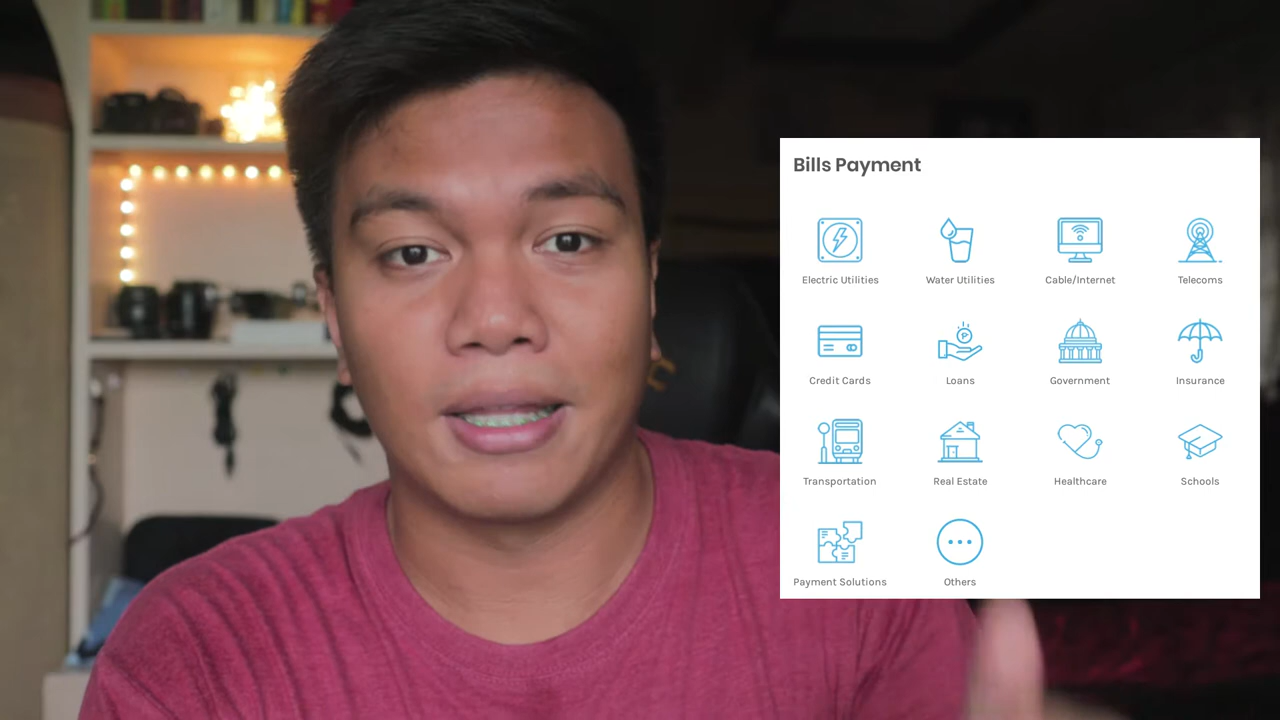 Bills Payment
Electric Utilities
Water Utilities
Cable/Internet
Telecoms
Credit Cards
Loans
Government
Insurance
Transportation
Real Estate
Healthcare
Schools
Payment Solutions
Others